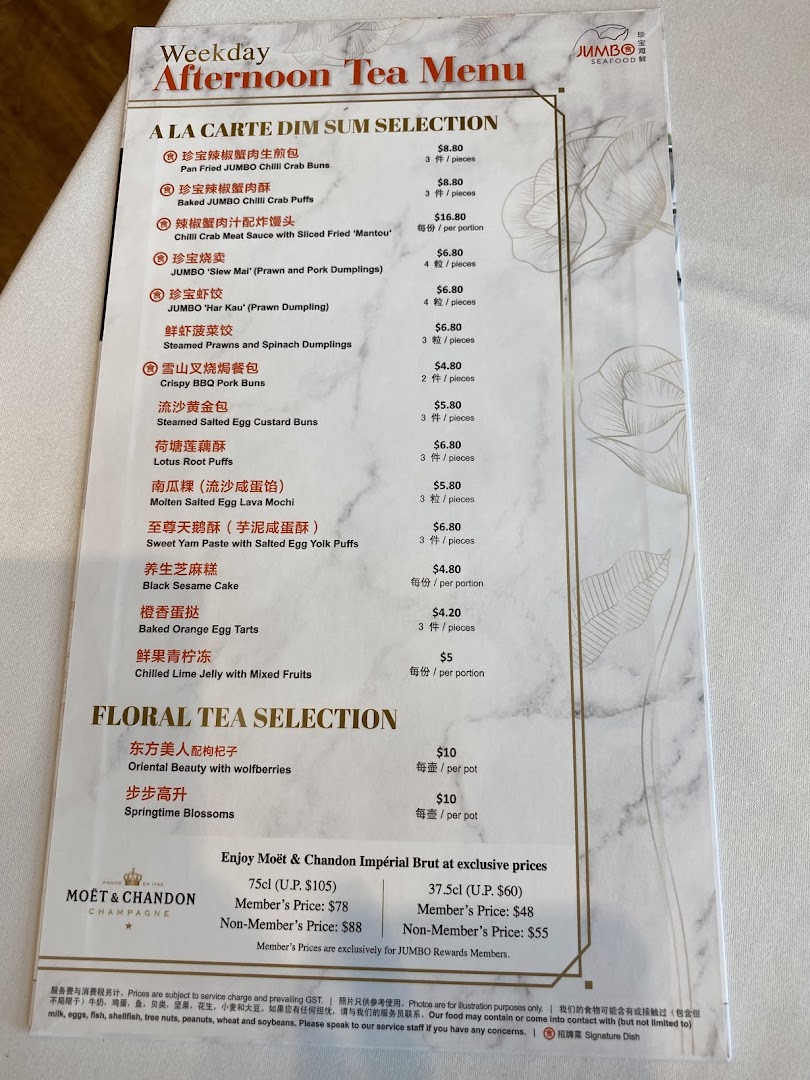 Weekday
Afternoon Tea Menu
JUMBO食
SEAFOOD
珍宝海鲜
A LA CARTE DIM SUM SELECTION
食 珍宝辣椒蟹肉生煎包
Pan Fried JUMBO Chilli Crab Buns
$8.80
3 件 / pieces
食 珍宝辣椒蟹肉酥
Baked JUMBO Chilli Crab Puffs
$8.80
3 件 / pieces
食 辣椒蟹肉汁配炸馒头
Chilli Crab Meat Sauce with Sliced Fried 'Mantou'
$16.80
每份 / per portion
食 珍宝烧卖
JUMBO 'Siew Mai' (Prawn and Pork Dumplings)
$6.80
4 粒 / pieces
食 珍宝虾饺
JUMBO 'Har Kau' (Prawn Dumpling)
$6.80
4 粒 / pieces
鲜虾菠菜饺
Steamed Prawns and Spinach Dumplings
$6.80
3 粒 / pieces
食 雪山叉烧焗餐包
Crispy BBQ Pork Buns
$4.80
2 件 / pieces
流沙黄金包
Steamed Salted Egg Custard Buns
$5.80
3 件 / pieces
荷塘莲藕酥
Lotus Root Puffs
$6.80
3 件 / pieces
南瓜粿（流沙咸蛋馅）
Molten Salted Egg Lava Mochi
$5.80
3 粒 / pieces
至尊天鹅酥（芋泥咸蛋酥）
Sweet Yam Paste with Salted Egg Yolk Puffs
$6.80
3 件 / pieces
养生芝麻糕
Black Sesame Cake
$4.80
每份 / per portion
橙香蛋挞
Baked Orange Egg Tarts
$4.20
3 件 / pieces
鲜果青柠冻
Chilled Lime Jelly with Mixed Fruits
$5
每份 / per portion
FLORAL TEA SELECTION
东方美人配枸杞子
Oriental Beauty with wolfberries
$10
每壶 / per pot
步步高升
Springtime Blossoms
$10
每壶 / per pot
FONDÉ EN 1743
MOËT & CHANDON
CHAMPAGNE
Enjoy Moët & Chandon Impérial Brut at exclusive prices
75cl (U.P. $105)
Member's Price: $78
Non-Member's Price: $88
37.5cl (U.P. $60)
Member's Price: $48
Non-Member's Price: $55
Member's Prices are exclusively for JUMBO Rewards Members.
服务费与消费税另计。Prices are subject to service charge and prevailing GST. | 照片只供参考使用。Photos are for illustration purposes only. | 我们的食物可能含有或接触过（包含但
不局限于）牛奶，鸡蛋，鱼，贝类，坚果，花生，小麦和大豆。如果您有任何担忧，请与我们的服务员联系。Our food may contain or come into contact with (but not limited to)
milk, eggs, fish, shellfish, tree nuts, peanuts, wheat and soybeans. Please speak to our service staff if you have any concerns. | 食 招牌菜 Signature Dish